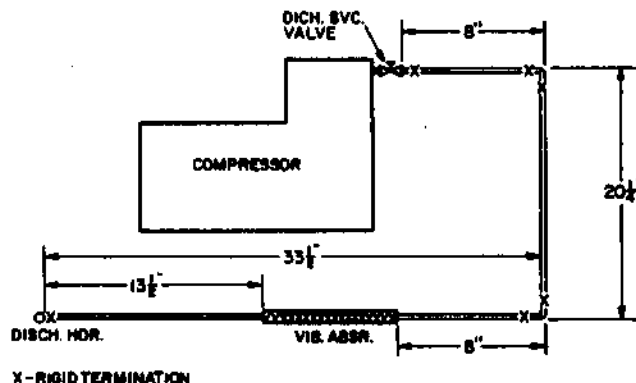 DICH. SVC.
VALVE
8"
COMPRESSOR
20¼"
33½"
13½"
DISCH. HDR.
VIB. ABSR.
8"
X-RIGID TERMINATION